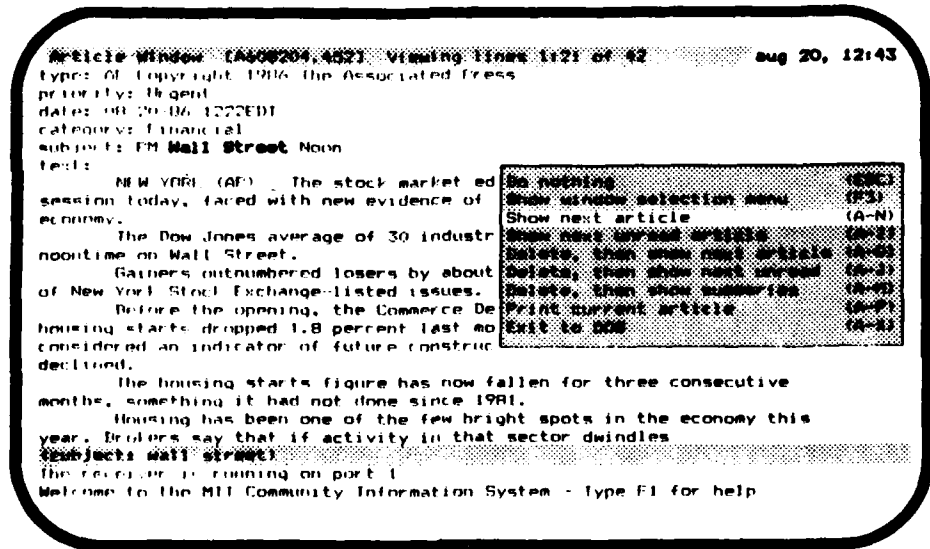 Article Window [A608204.452] Viewing lines 1:21 of 42 aug 20, 12:43
type: AP Copyright 1986 The Associated Press
priority: Urgent
date: 08-20-86 1222EDT
category: financial
subject: PM Wall Street Noon
text:
NEW YORK (AP) _ The stock market ed
session today, faced with new evidence of
economy.
The Dow Jones average of 30 industr
noontime on Wall Street.
Gainers outnumbered losers by about
of New York Stock Exchange-listed issues.
Before the opening, the Commerce De
housing starts dropped 1.8 percent last mo
considered an indicator of future construc
declined.
The housing starts figure has now fallen for three consecutive
months, something it had not done since 1981.
Housing has been one of the few bright spots in the economy this
year. Brokers say that if activity in that sector dwindles
Do nothing (ESC)
Show window selection menu (F3)
Show next article (A-N)
Show next unread article
Delete, then show next article
Delete, then show next unread (A-J)
Delete, then show summaries
Print current article (A-P)
Exit to DOS (A-X)
(subject: wall street)
The receiver is running on port 1
Welcome to the MIT Community Information System - Type F1 for help